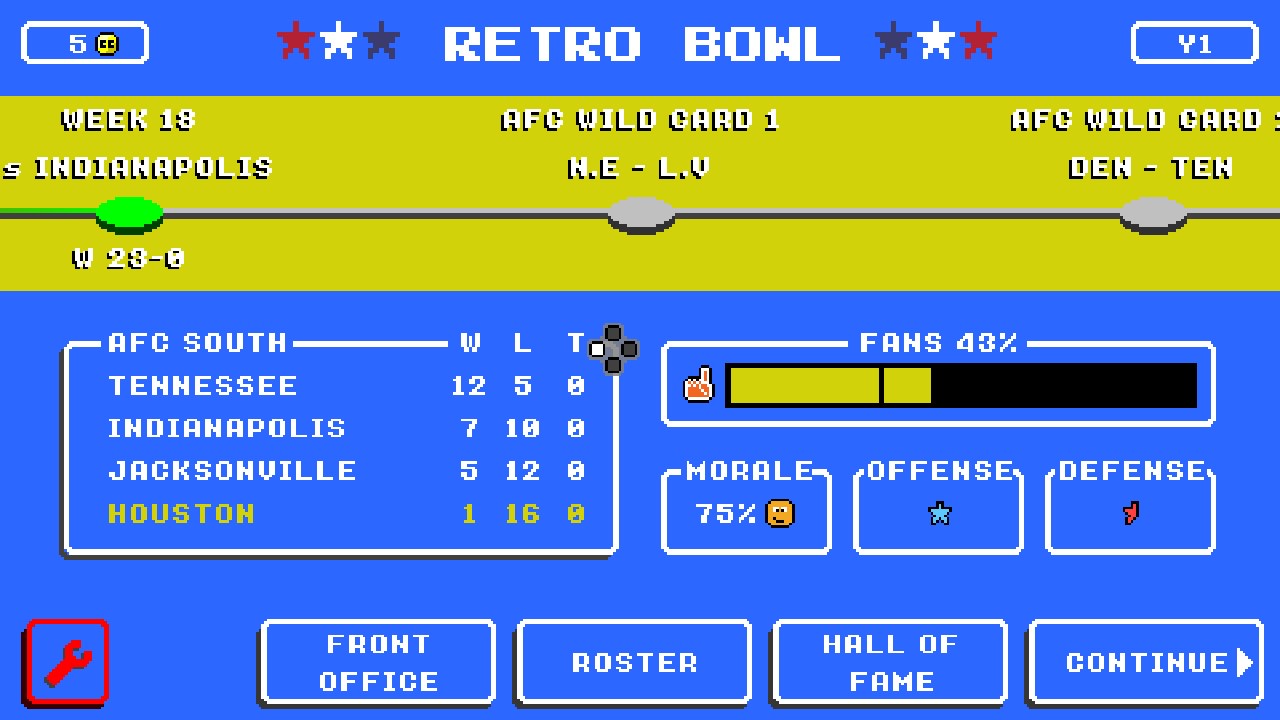 5
RETRO BOWL
Y1
WEEK 18
AFC WILD CARD 1
AFC WILD CARD
s INDIANAPOLIS
N.E - L.V
DEN - TEN
W 28-0
AFC SOUTH W L T
TENNESSEE 12 5 0
INDIANAPOLIS 7 10 0
JACKSONVILLE 5 12 0
HOUSTON 1 16 0
FANS 43%
MORALE
75%
OFFENSE
DEFENSE
FRONT
OFFICE
ROSTER
HALL OF
FAME
CONTINUE